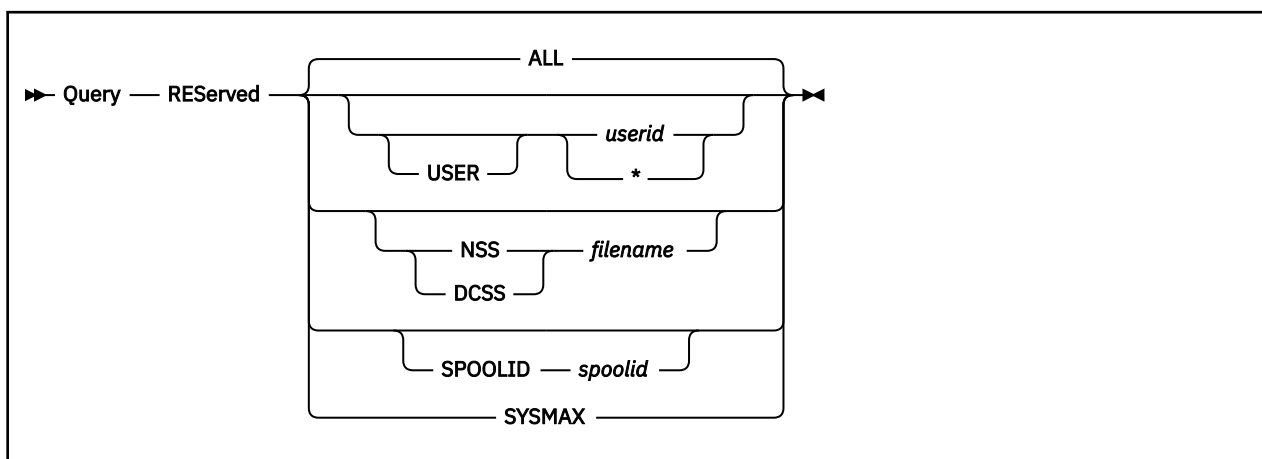 ALL
Query REServed
userid
USER
*
NSS filename
DCSS
SPOOLID spoolid
SYSMAX